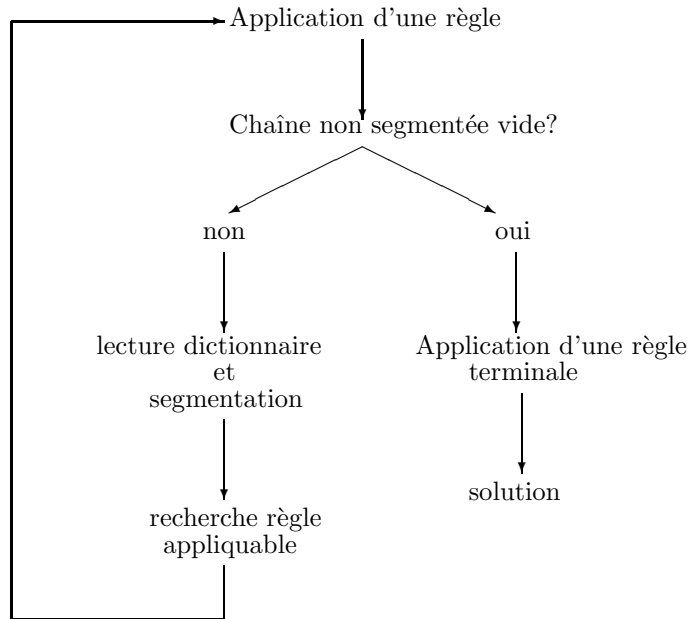 Application d'une règle
Chaîne non segmentée vide?
non
oui
lecture dictionnaire
et
segmentation
Application d'une règle
terminale
recherche règle
appliquable
solution